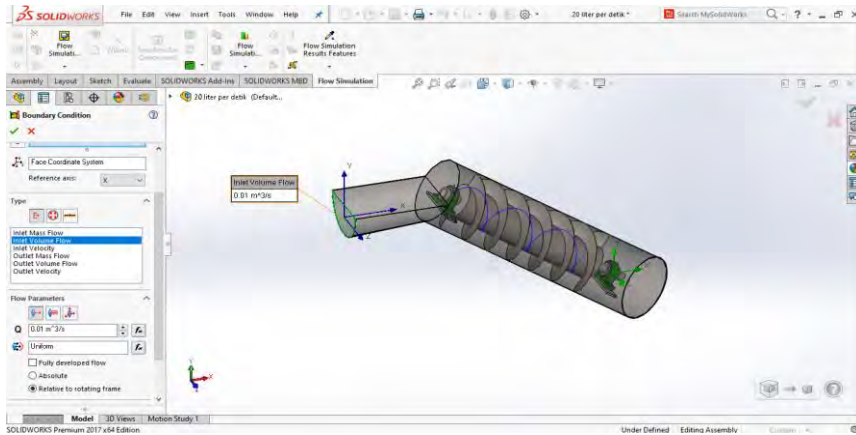 SOLIDWORKS File Edit View Insert Tools Window Help 20 liter per detik * Search MySolidWorks
Flow Simulati... Flow Simulati... Flow Simulation Results Features
Assembly Layout Sketch Evaluate SOLIDWORKS Add-Ins SOLIDWORKS MBD Flow Simulation
20 liter per detik (Default...
Boundary Condition
Face Coordinate System
Reference axis: X
Type
Inlet Mass Flow
Inlet Volume Flow
Inlet Velocity
Outlet Mass Flow
Outlet Volume Flow
Outlet Velocity
Flow Parameters
Q 0.01 m^3/s
Uniform
Fully developed flow
Absolute
Relative to rotating frame
Inlet Volume Flow
0.01 m^3/s
Y
X
Z
Model 3D Views Motion Study 1
SOLIDWORKS Premium 2017 x64 Edition Under Defined Editing Assembly